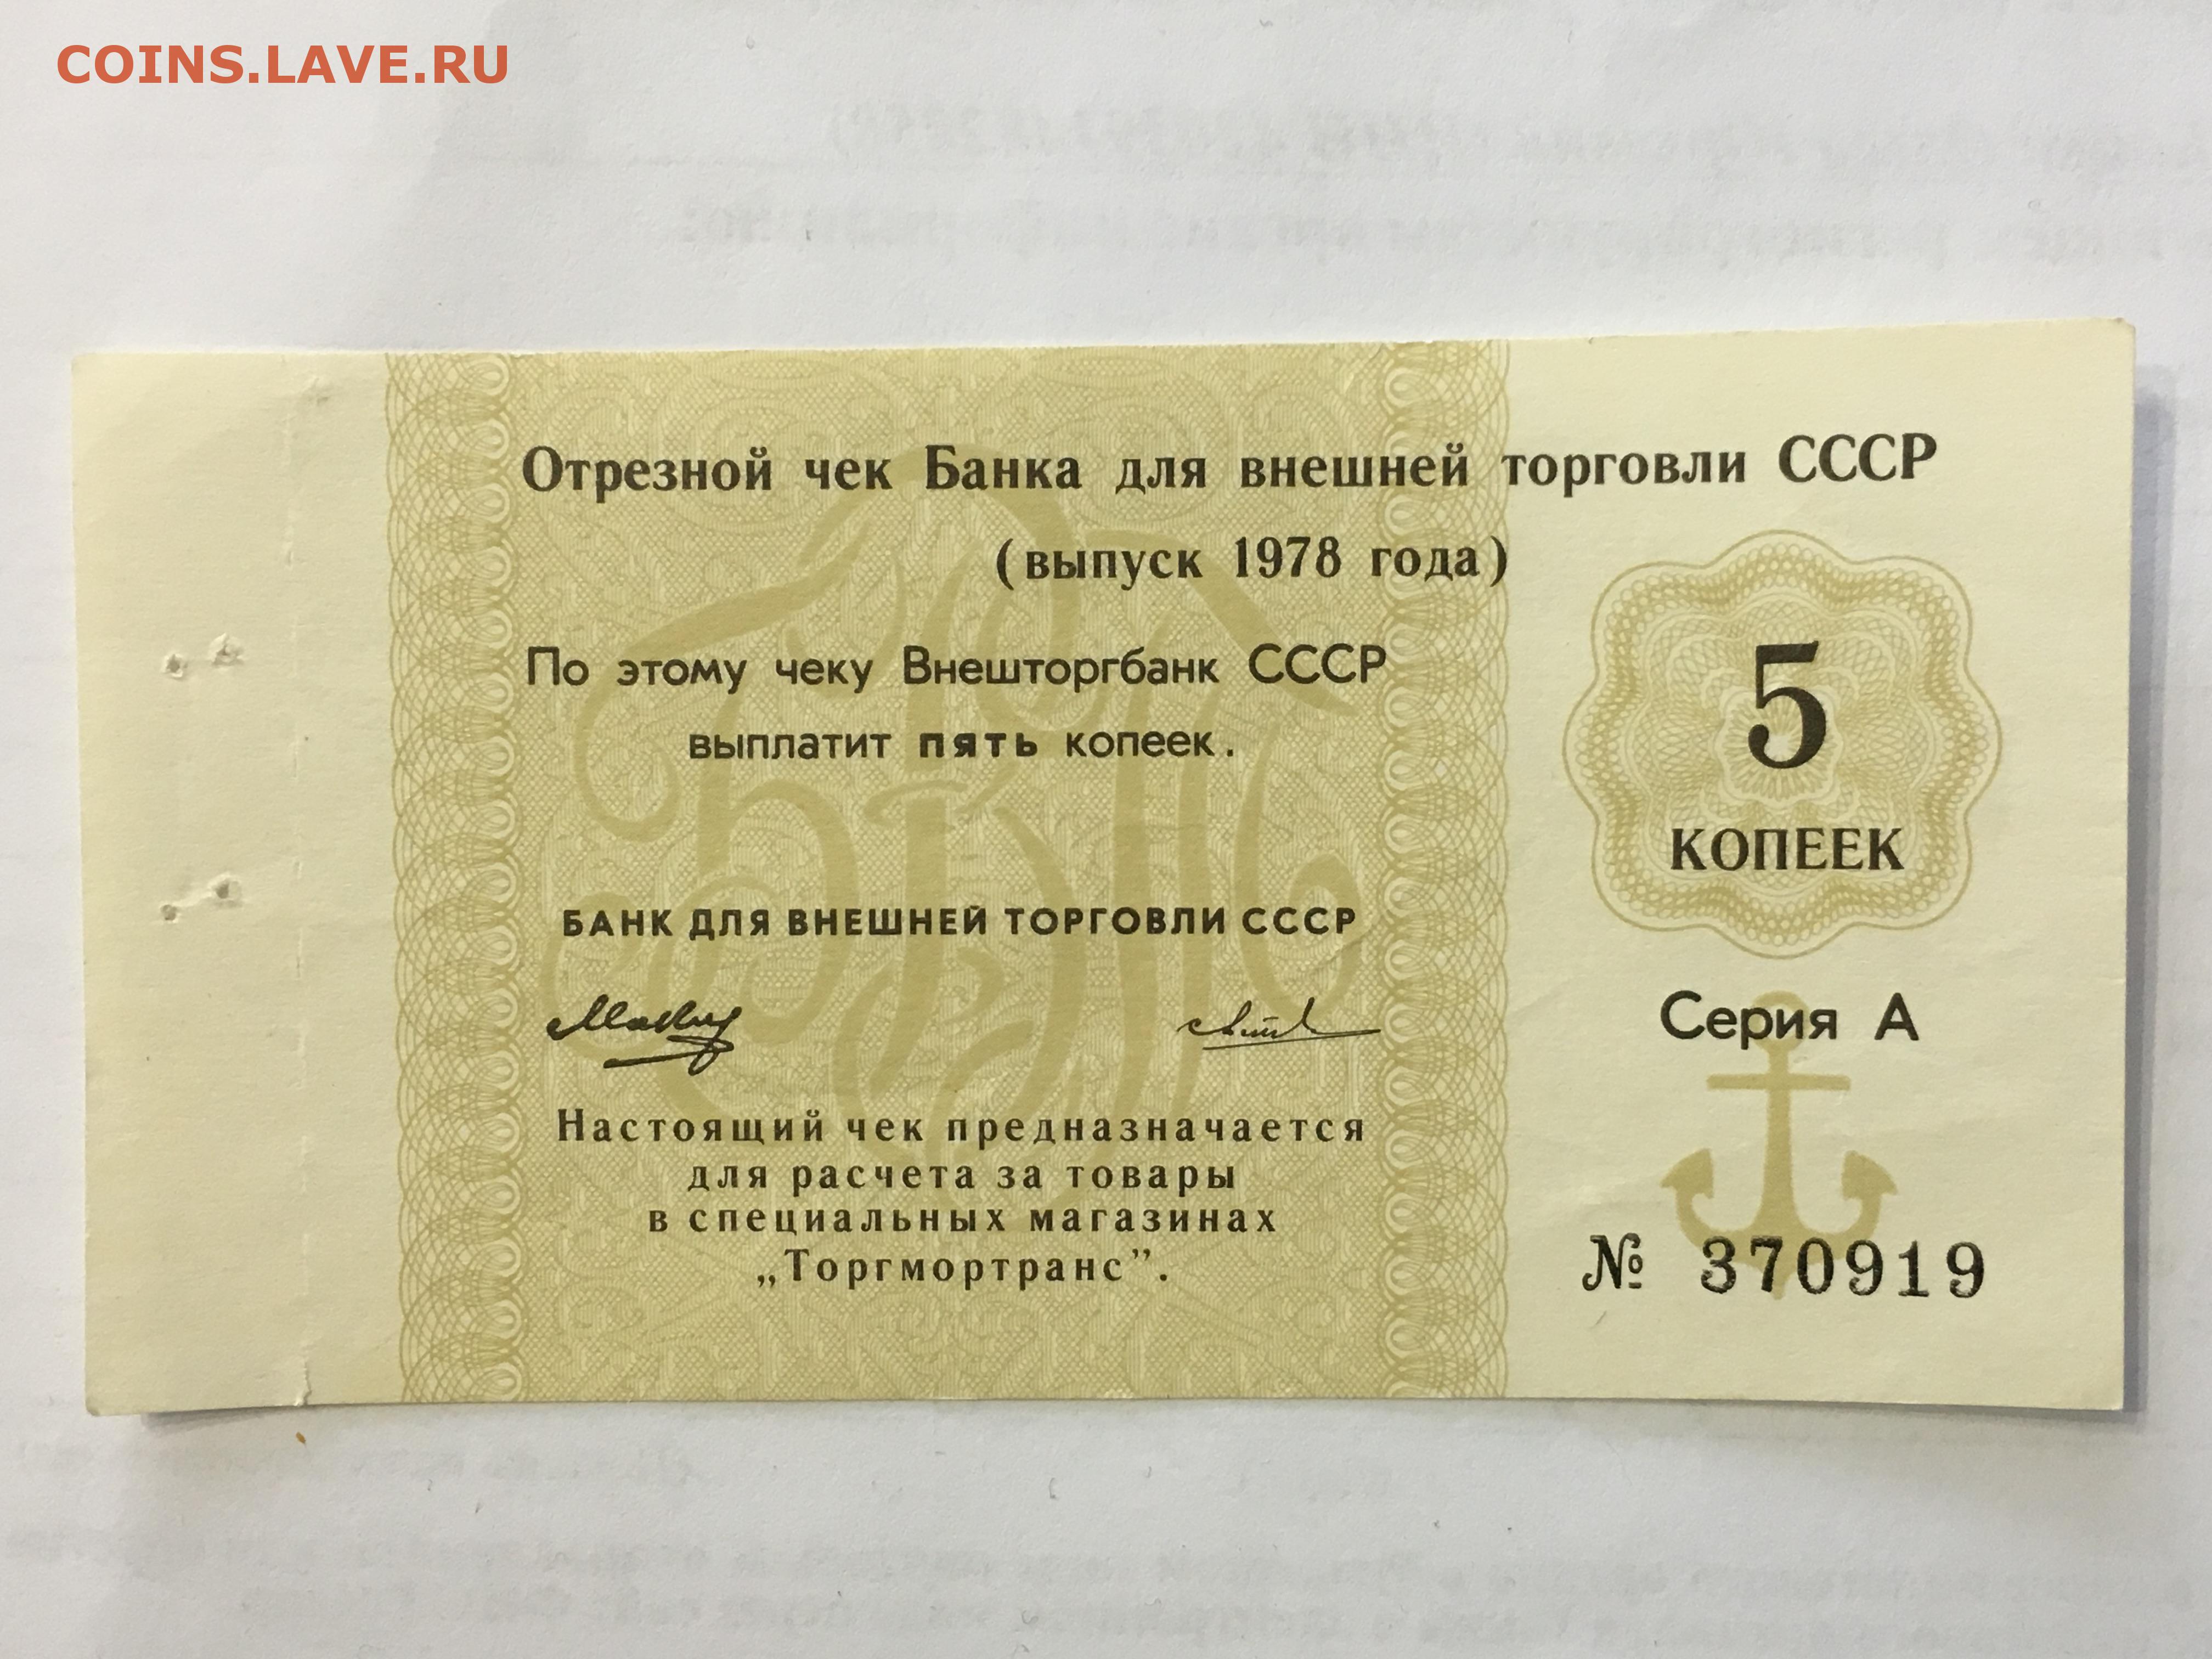 COINS.LAVE.RU
Отрезной чек Банка для внешней торговли СССР
(выпуск 1978 года)
По этому чеку Внешторгбанк СССР
выплатит пять копеек.
5
КОПЕЕК
БАНК ДЛЯ ВНЕШНЕЙ ТОРГОВЛИ СССР
Серия А
Настоящий чек предназначается
для расчета за товары
в специальных магазинах
„Торгмортранс”.
№ 370919